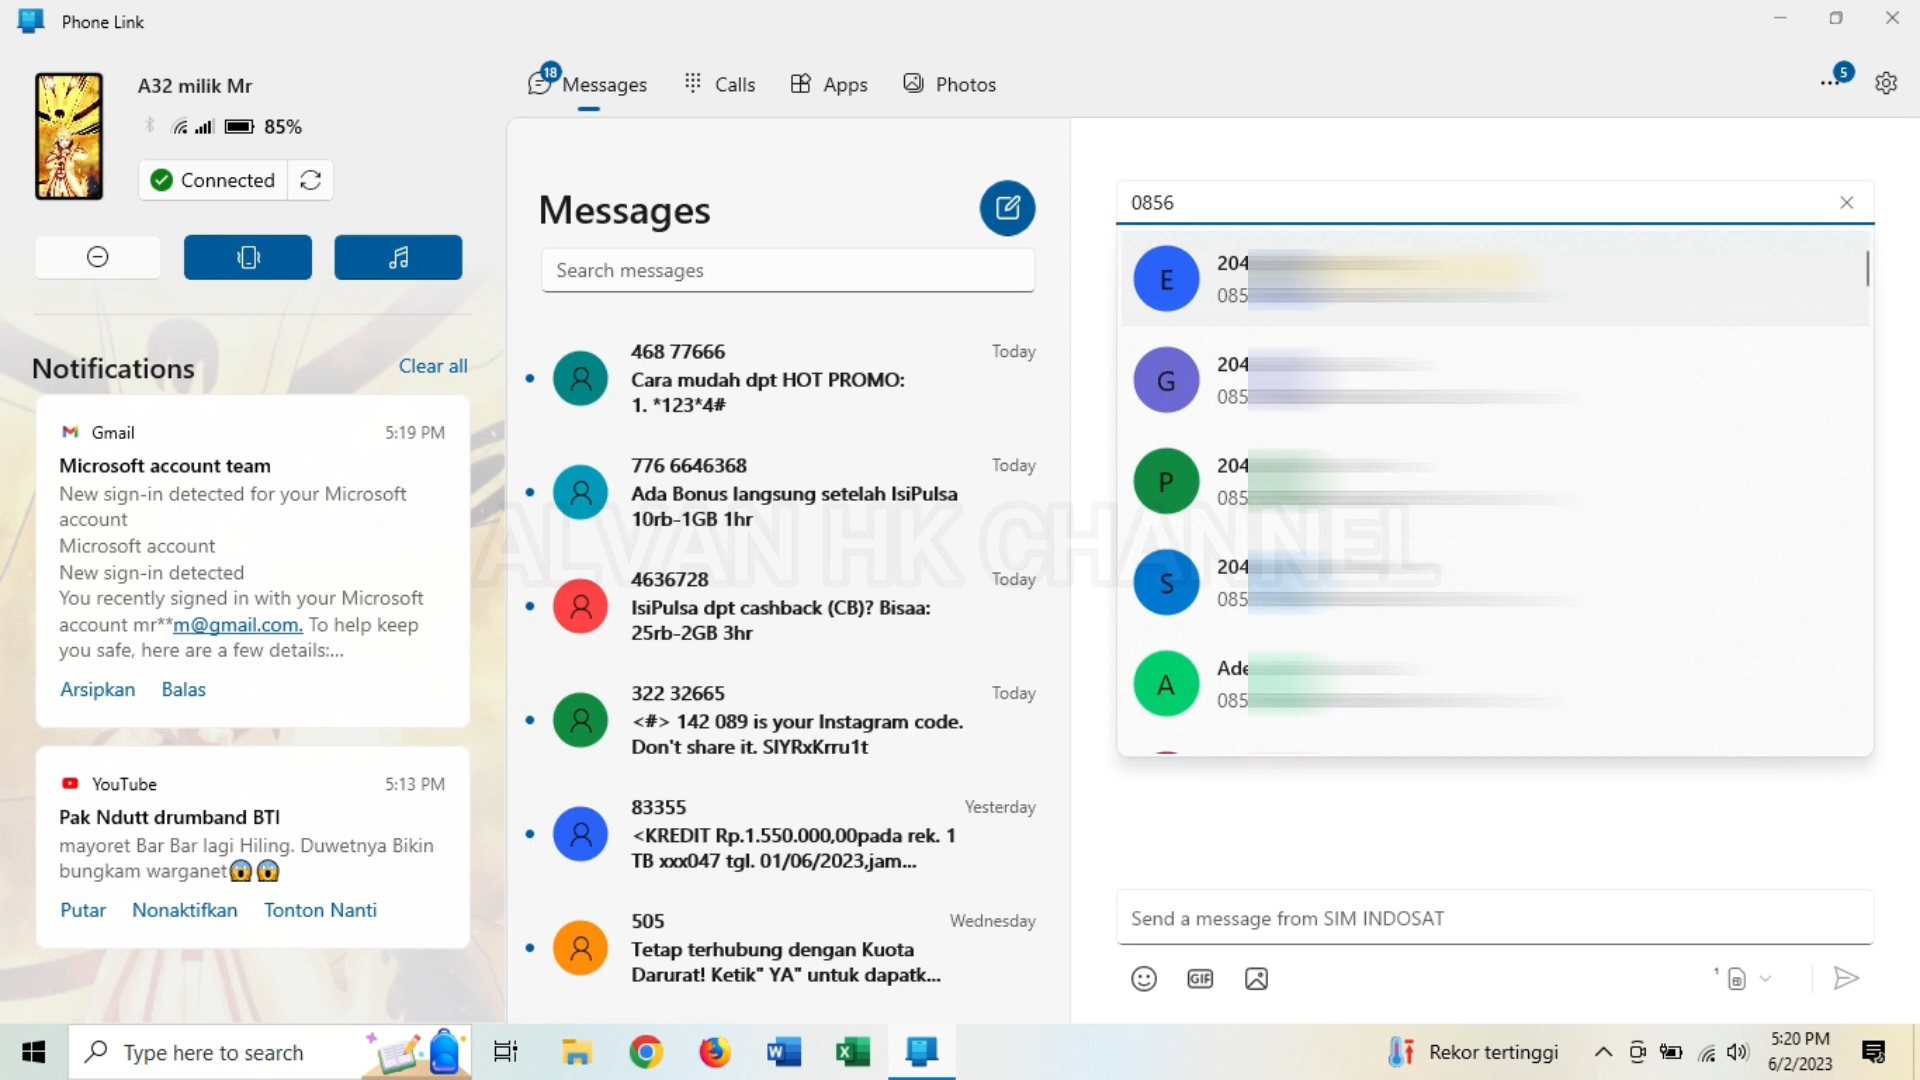 Phone Link
A32 milik Mr
85%
Connected
Notifications
Clear all
Gmail
5:19 PM
Microsoft account team
New sign-in detected for your Microsoft
account
Microsoft account
New sign-in detected
You recently signed in with your Microsoft
account mr**m@gmail.com. To help keep
you safe, here are a few details:...
Arsipkan Balas
YouTube
5:13 PM
Pak Ndutt drumband BTI
mayoret Bar Bar lagi Hiling. Duwetnya Bikin
bungkam warganet😱😱
Putar Nonaktifkan Tonton Nanti
18
Messages
Calls
Apps
Photos
5
Messages
Search messages
468 77666
Today
Cara mudah dpt HOT PROMO:
1. *123*4#
776 6646368
Today
Ada Bonus langsung setelah IsiPulsa
10rb-1GB 1hr
4636728
Today
IsiPulsa dpt cashback (CB)? Bisaa:
25rb-2GB 3hr
322 32665
Today
<#> 142 089 is your Instagram code.
Don't share it. SIYRxKrru1t
83355
Yesterday
<KREDIT Rp.1.550.000,00pada rek. 1
TB xxx047 tgl. 01/06/2023,jam...
505
Wednesday
Tetap terhubung dengan Kuota
Darurat! Ketik" YA" untuk dapatk...
0856
E
204
085
G
204
085
P
204
085
S
204
085
A
Ade
085
Send a message from SIM INDOSAT
GIF
1
ALVAN HK CHANNEL
Type here to search
Rekor tertinggi
5:20 PM
6/2/2023